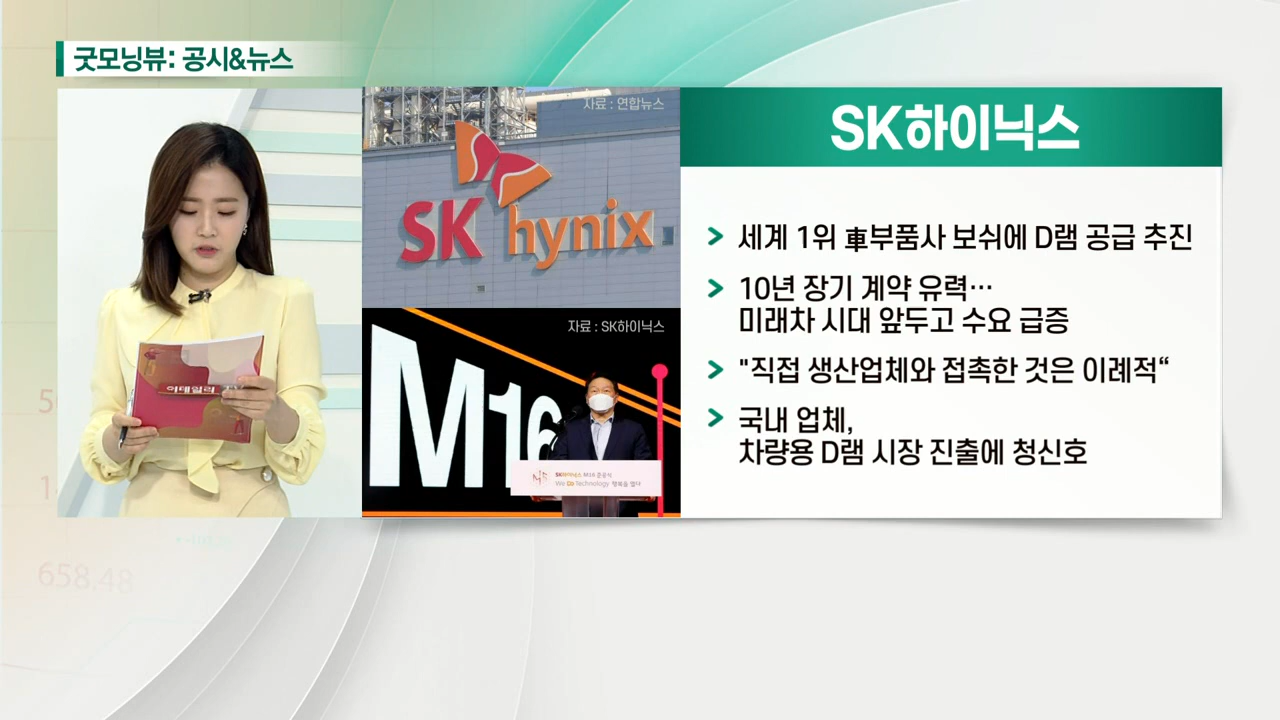 굿모닝뷰: 공시&뉴스
자료 : 연합뉴스
SK hynix
자료 : SK하이닉스
M16
SK하이닉스 M16 준공식
We Do Technology 행복을 열다
이데일리
SK하이닉스
세계 1위 車부품사 보쉬에 D램 공급 추진
10년 장기 계약 유력…
미래차 시대 앞두고 수요 급증
"직접 생산업체와 접촉한 것은 이례적“
국내 업체,
차량용 D램 시장 진출에 청신호
658.48